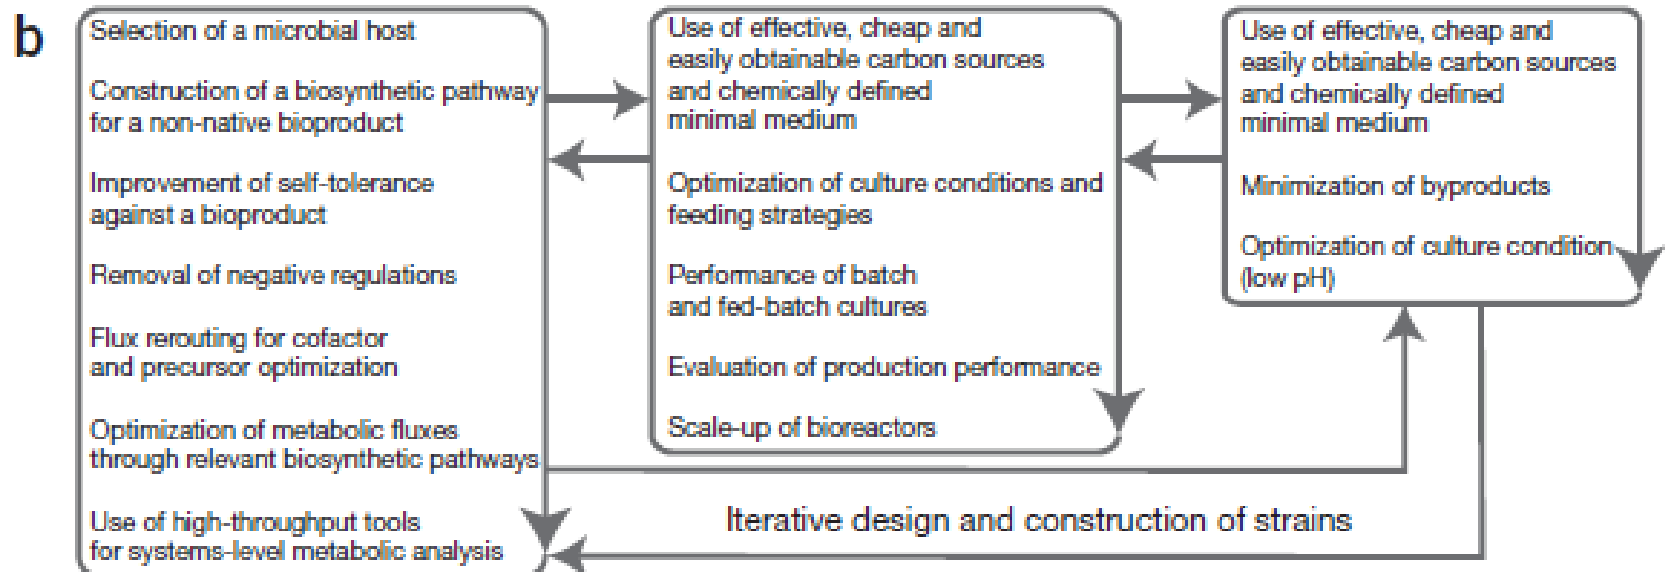 b
Selection of a microbial host
Construction of a biosynthetic pathway
for a non-native bioproduct
Improvement of self-tolerance
against a bioproduct
Removal of negative regulations
Flux rerouting for cofactor
and precursor optimization
Optimization of metabolic fluxes
through relevant biosynthetic pathways
Use of high-throughput tools
for systems-level metabolic analysis
Use of effective, cheap and
easily obtainable carbon sources
and chemically defined
minimal medium
Optimization of culture conditions and
feeding strategies
Performance of batch
and fed-batch cultures
Evaluation of production performance
Scale-up of bioreactors
Use of effective, cheap and
easily obtainable carbon sources
and chemically defined
minimal medium
Minimization of byproducts
Optimization of culture condition
(low pH)
Iterative design and construction of strains